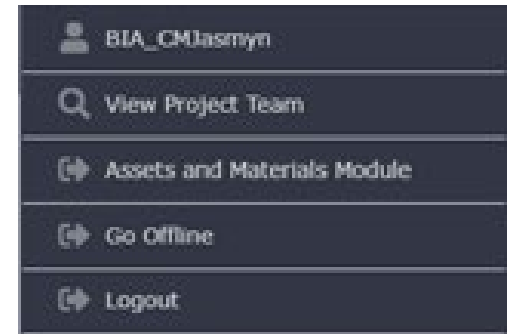 BIA_CMJasmyn
View Project Team
Assets and Materials Module
Go Offline
Logout